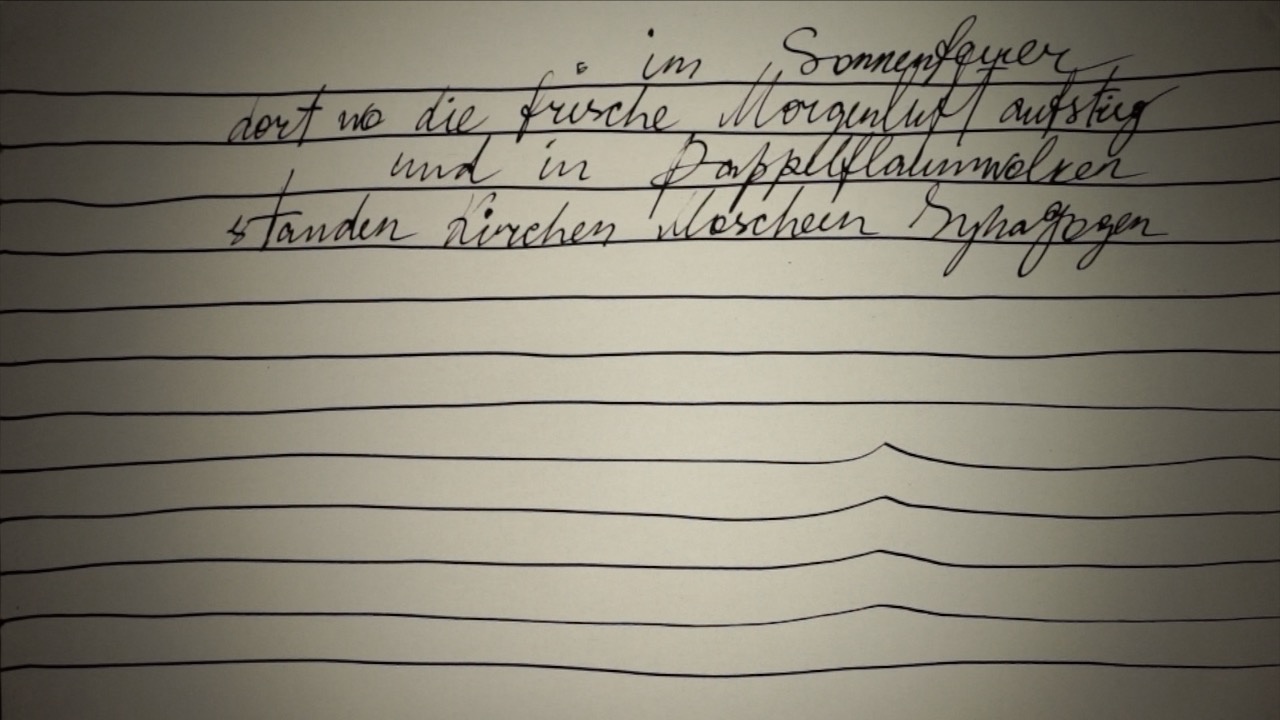 im Sonnenfeuer
dort wo die frische Morgenluft aufstieg
und in Pappelflaumwolken
standen Kirchen Moscheen Synagogen